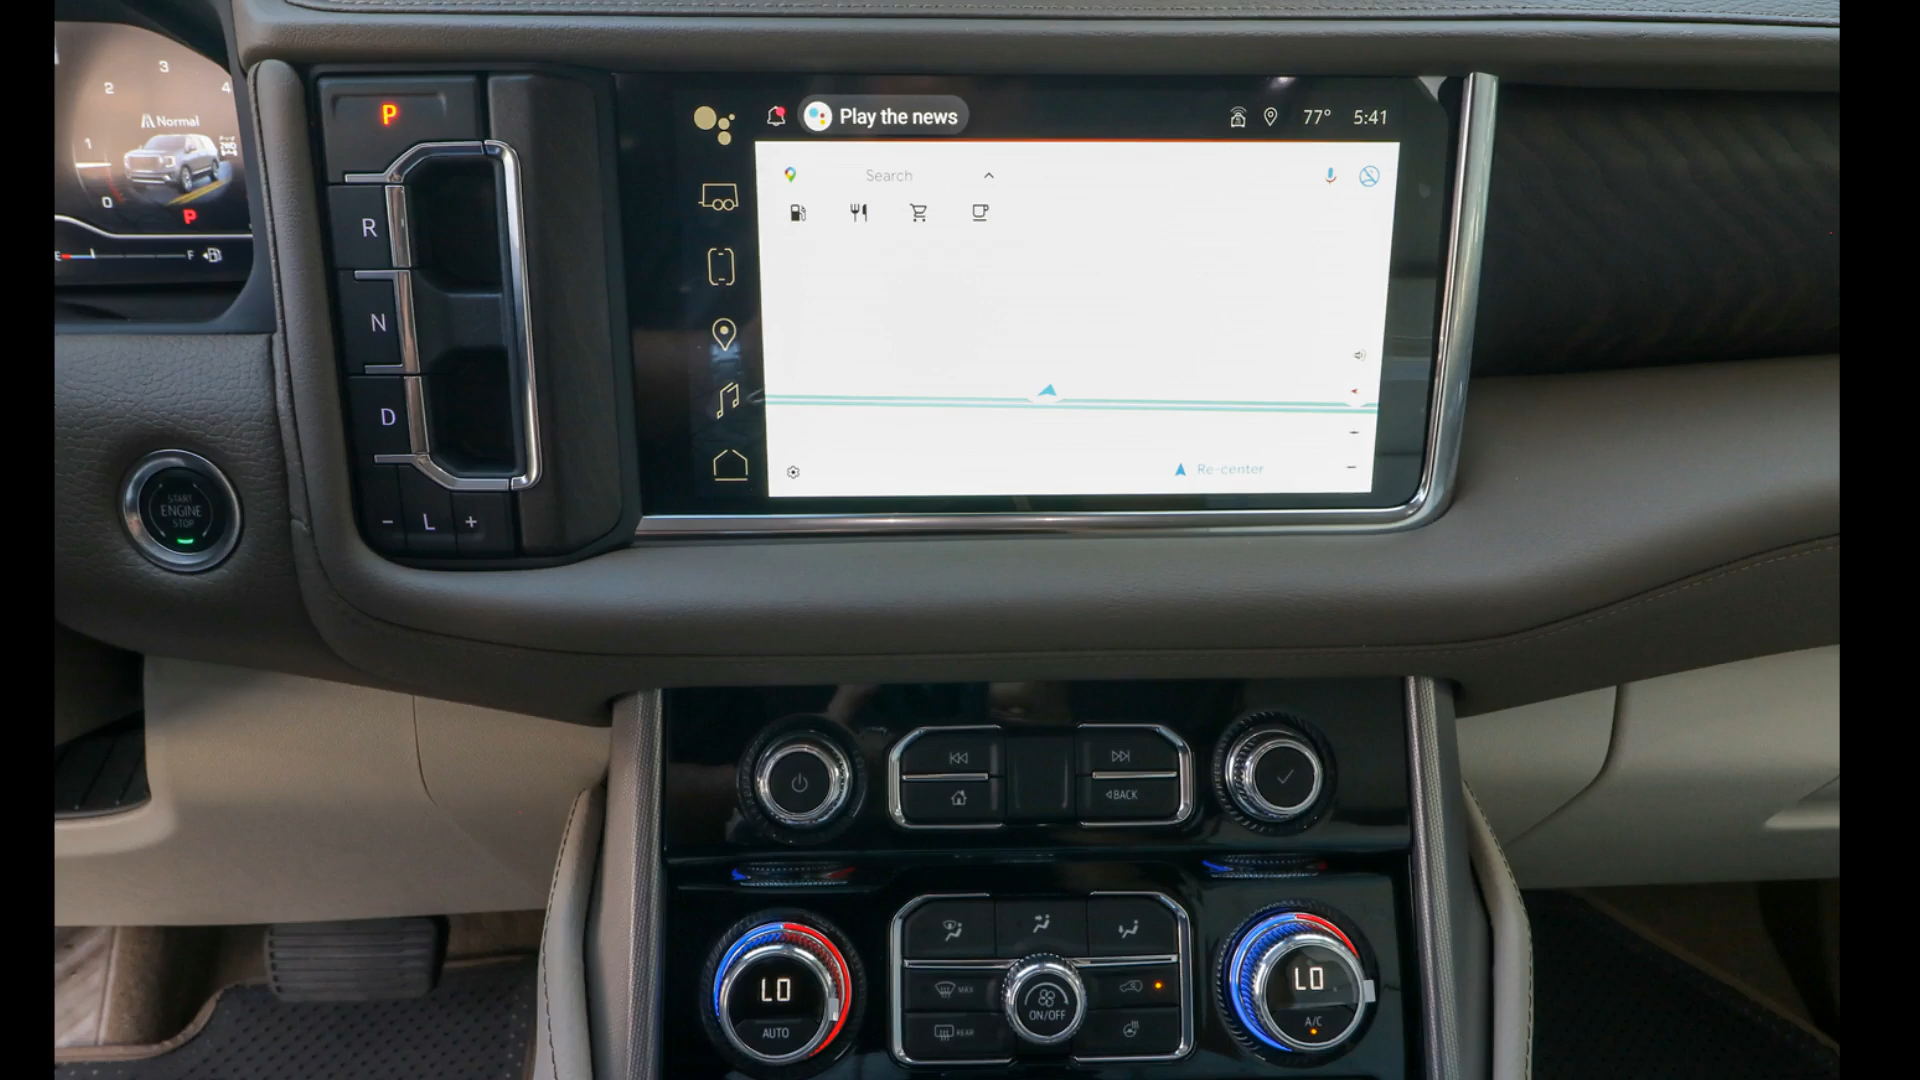 3
2
4
Normal
1
0
P
E
F
P
R
N
D
- L +
START
ENGINE
STOP
Play the news
77° 5:41
Search
Re-center
BACK
LO
AUTO
MAX
REAR
ON/OFF
LO
A/C